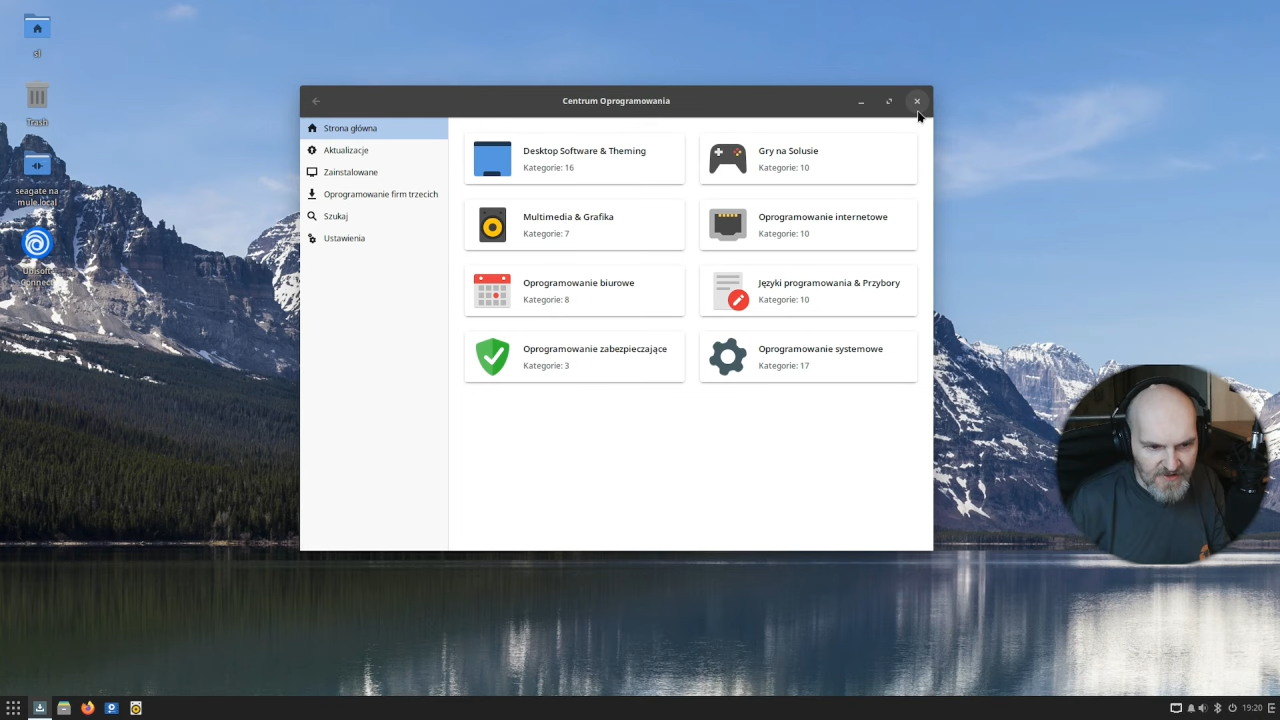 sl
Trash
seagate na
mule.local
Ubisoft
Connect
Centrum Oprogramowania
Strona główna
Aktualizacje
Zainstalowane
Oprogramowanie firm trzecich
Szukaj
Ustawienia
Desktop Software & Theming
Kategorie: 16
Gry na Solusie
Kategorie: 10
Multimedia & Grafika
Kategorie: 7
Oprogramowanie internetowe
Kategorie: 10
Oprogramowanie biurowe
Kategorie: 8
Języki programowania & Przybory
Kategorie: 10
Oprogramowanie zabezpieczające
Kategorie: 3
Oprogramowanie systemowe
Kategorie: 17
19:20